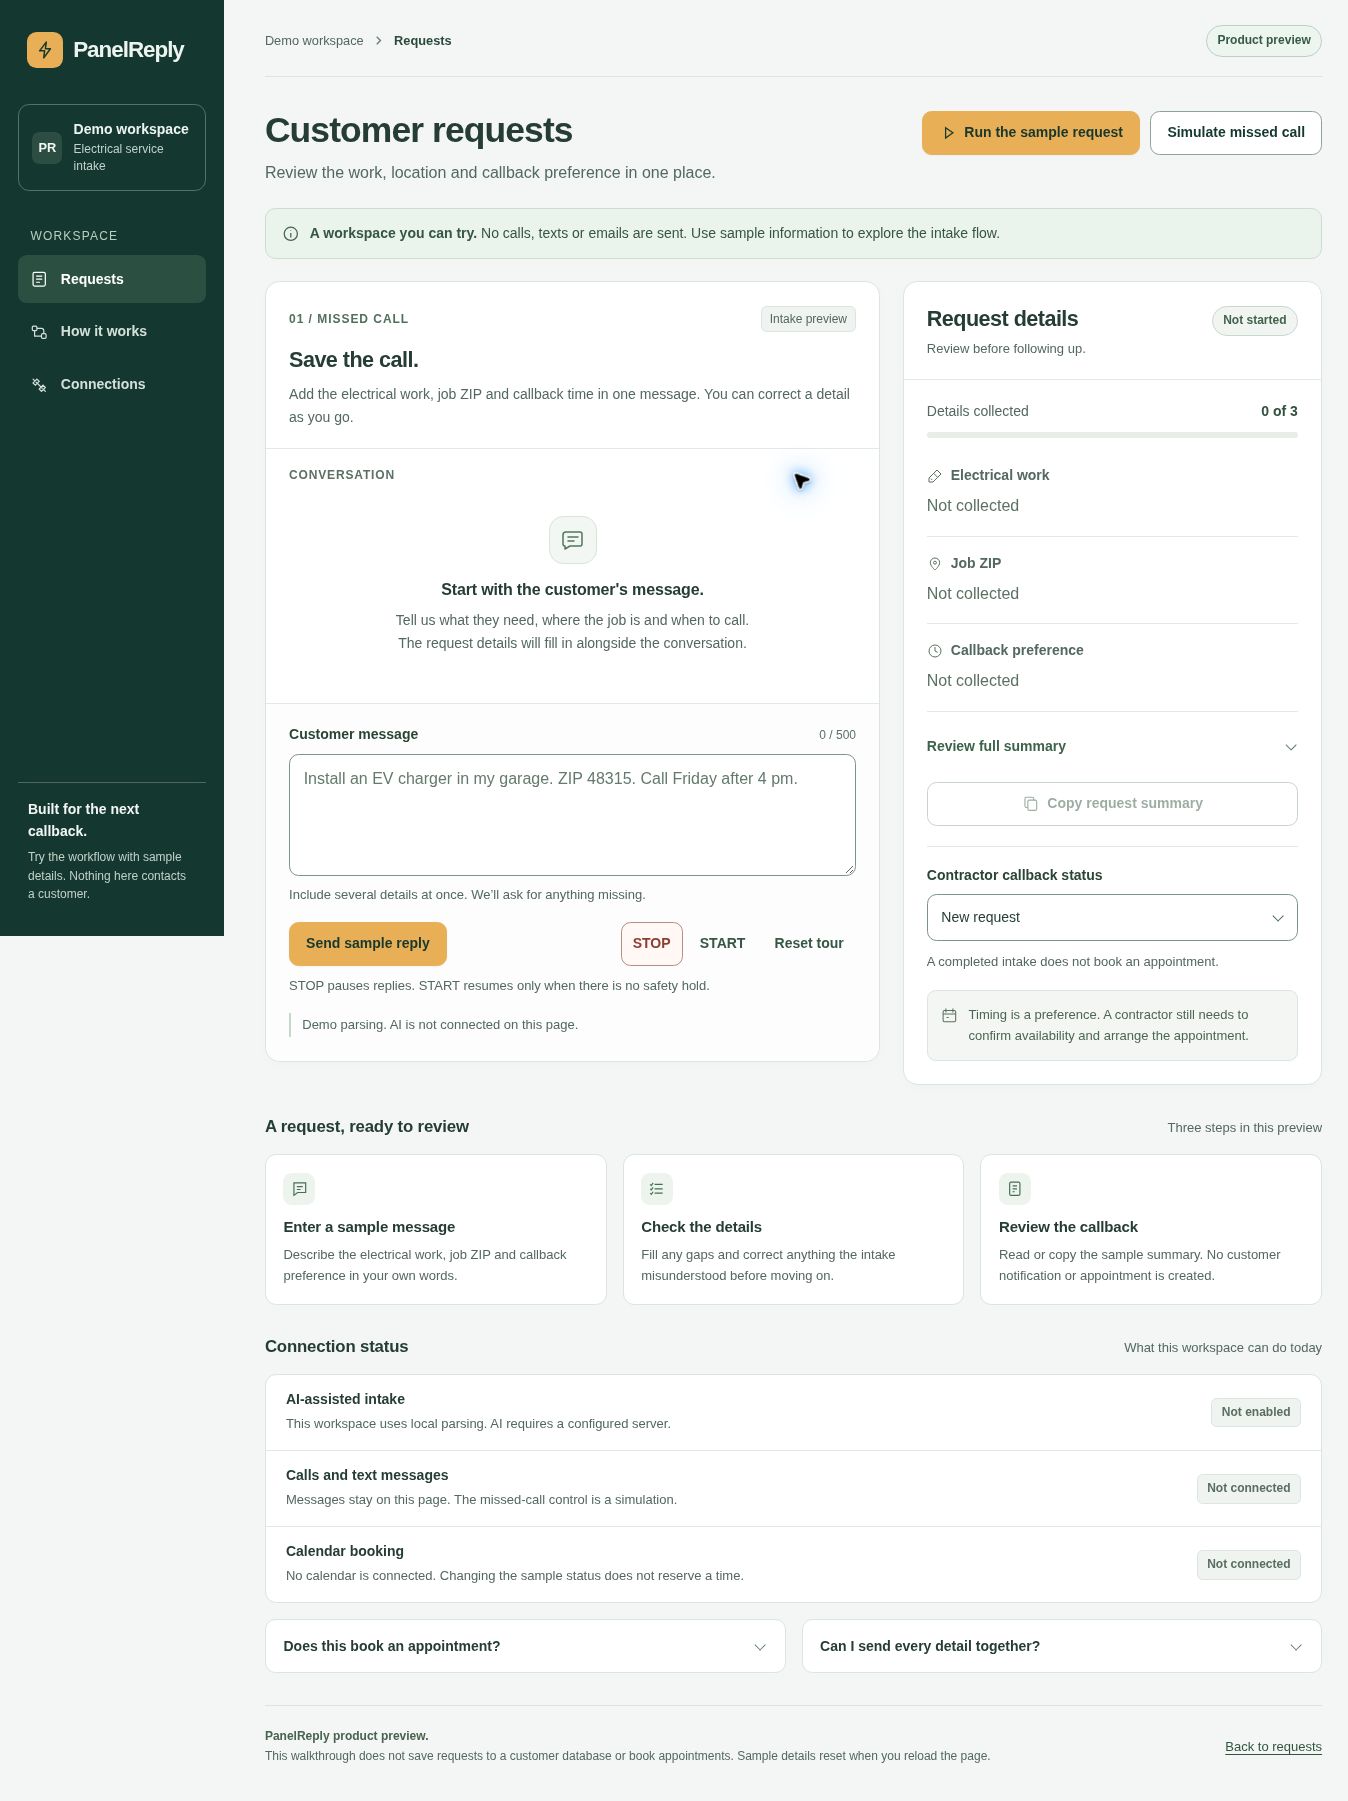 PanelReply
PR
Demo workspace
Electrical service
intake
WORKSPACE
Requests
How it works
Connections
Built for the next
callback.
Try the workflow with sample
details. Nothing here contacts
a customer.
Demo workspace > Requests
Product preview
Customer requests
Review the work, location and callback preference in one place.
Run the sample request
Simulate missed call
A workspace you can try. No calls, texts or emails are sent. Use sample information to explore the intake flow.
01 / MISSED CALL
Intake preview
Save the call.
Add the electrical work, job ZIP and callback time in one message. You can correct a detail
as you go.
CONVERSATION
Start with the customer's message.
Tell us what they need, where the job is and when to call.
The request details will fill in alongside the conversation.
Customer message
0 / 500
Install an EV charger in my garage. ZIP 48315. Call Friday after 4 pm.
Include several details at once. We’ll ask for anything missing.
Send sample reply
STOP
START
Reset tour
STOP pauses replies. START resumes only when there is no safety hold.
Demo parsing. AI is not connected on this page.
Request details
Not started
Review before following up.
Details collected
0 of 3
Electrical work
Not collected
Job ZIP
Not collected
Callback preference
Not collected
Review full summary
Copy request summary
Contractor callback status
New request
A completed intake does not book an appointment.
Timing is a preference. A contractor still needs to
confirm availability and arrange the appointment.
A request, ready to review
Three steps in this preview
Enter a sample message
Describe the electrical work, job ZIP and callback
preference in your own words.
Check the details
Fill any gaps and correct anything the intake
misunderstood before moving on.
Review the callback
Read or copy the sample summary. No customer
notification or appointment is created.
Connection status
What this workspace can do today
AI-assisted intake
This workspace uses local parsing. AI requires a configured server.
Not enabled
Calls and text messages
Messages stay on this page. The missed-call control is a simulation.
Not connected
Calendar booking
No calendar is connected. Changing the sample status does not reserve a time.
Not connected
Does this book an appointment?
Can I send every detail together?
PanelReply product preview.
This walkthrough does not save requests to a customer database or book appointments. Sample details reset when you reload the page.
Back to requests